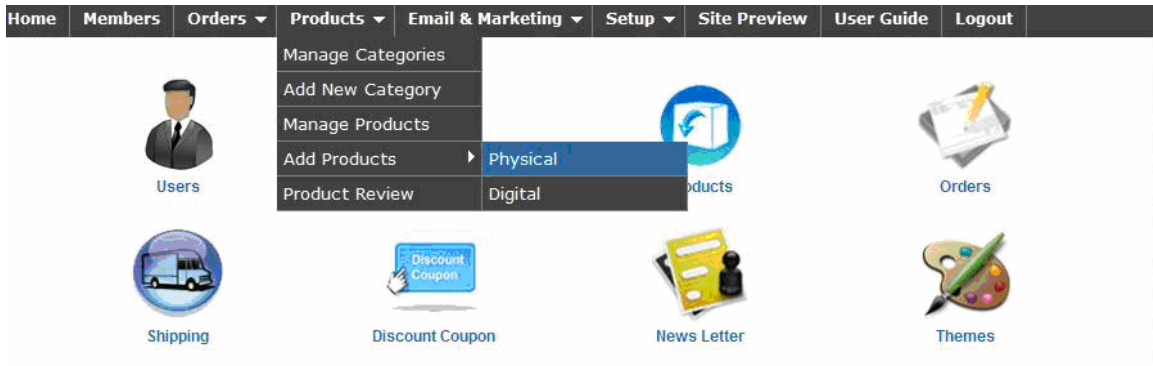 Home Members Orders Products Email & Marketing Setup Site Preview User Guide Logout
Manage Categories
Add New Category
Manage Products
Add Products Physical
Product Review Digital
Users oducts Orders
Discount
Coupon
Shipping Discount Coupon News Letter Themes